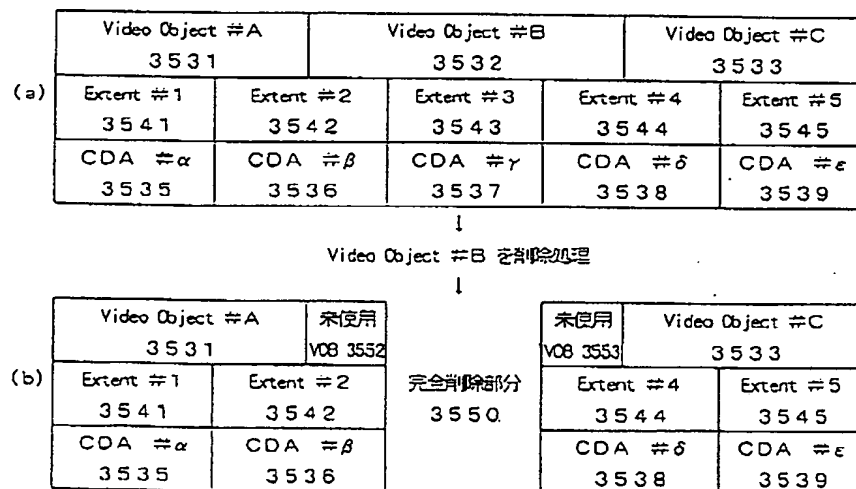 Video Object #A Video Object #B Video Object #C
3531 3532 3533
(a)
Extent #1 Extent #2 Extent #3 Extent #4 Extent #5
3541 3542 3543 3544 3545
CDA #α CDA #β CDA #γ CDA #δ CDA #ε
3535 3536 3537 3538 3539
↓
Video Object #B を削除処理
↓
Video Object #A 未使用 未使用 Video Object #C
3531 VOB 3552 VOB 3553 3533
(b)
Extent #1 Extent #2 完全削除部分 Extent #4 Extent #5
3541 3542 3550 3544 3545
CDA #α CDA #β CDA #δ CDA #ε
3535 3536 3538 3539